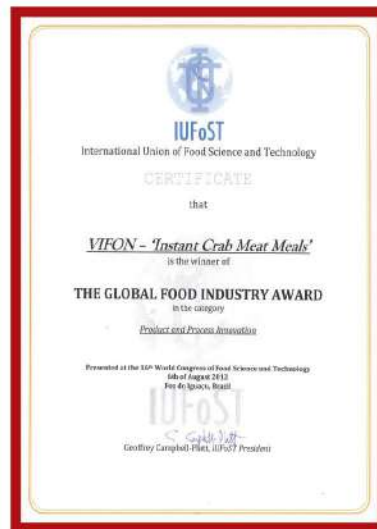 IUFoST
International Union of Food Science and Technology
CERTIFICATE
that
VIFON – 'Instant Crab Meat Meals'
is the winner of
THE GLOBAL FOOD INDUSTRY AWARD
in the category
Product and Process Innovation
Presented at the 16th World Congress of Food Science and Technology
6th of August 2012
Foz do Iguaçu, Brazil
IUFoST
Geoffrey Campbell-Platt, IUFoST President